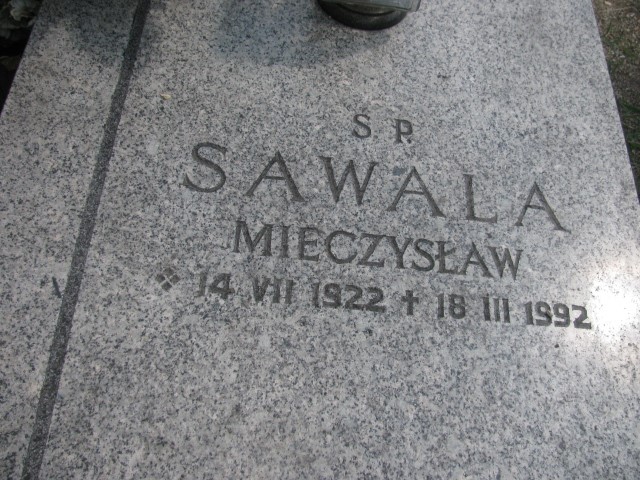 S.P.
SAWALA
MIECZYSŁAW
14 VII 1922 ✝ 18 III 1992